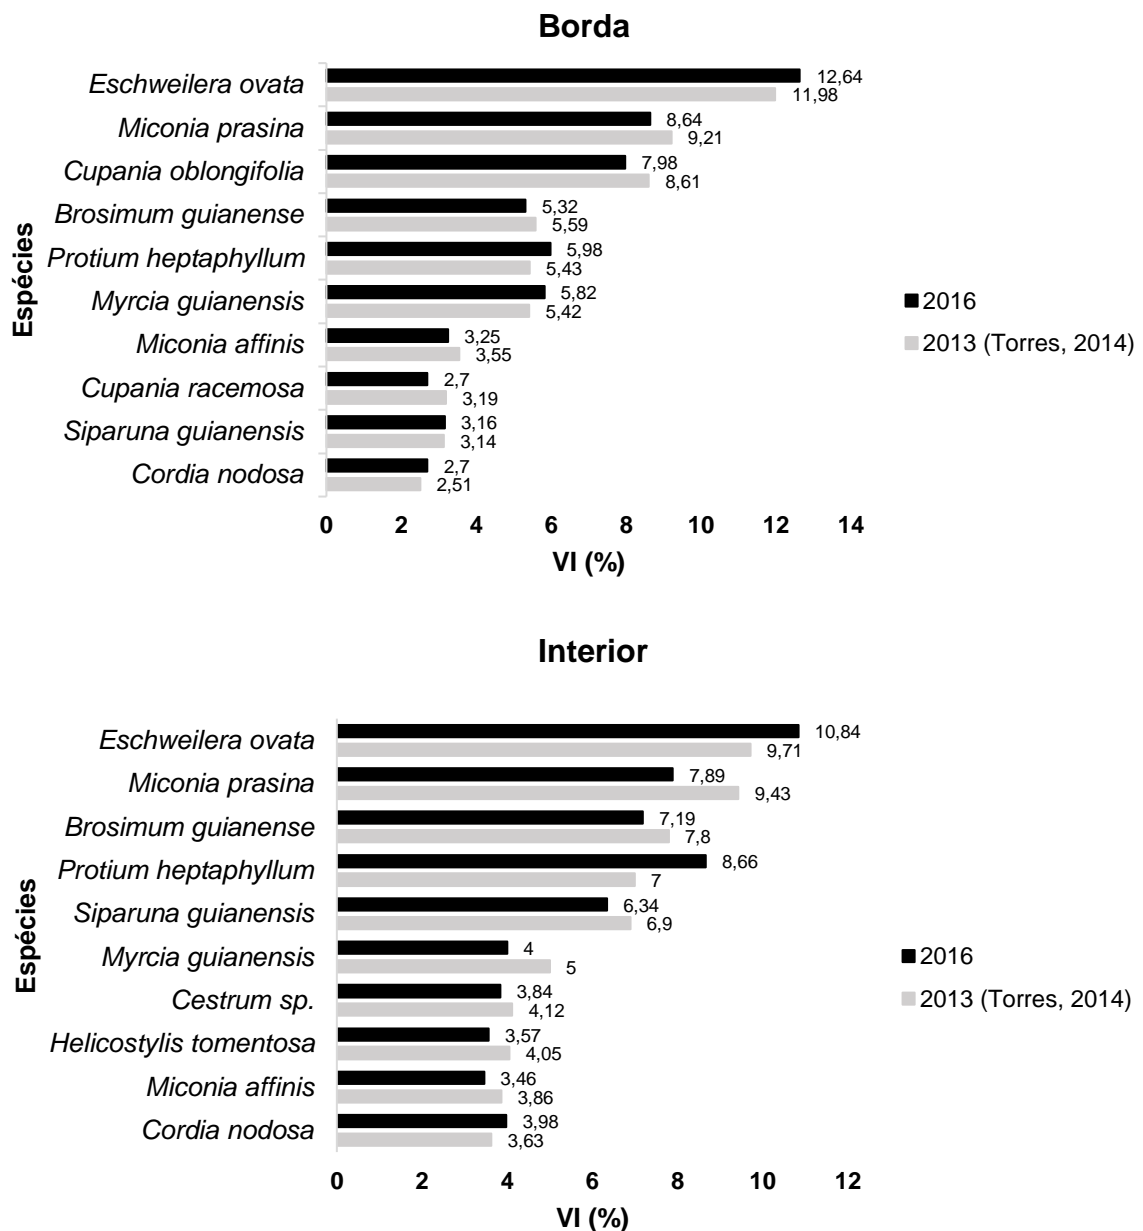 Borda
Espécies
Eschweilera ovata
12,64
11,98
Miconia prasina
8,64
9,21
Cupania oblongifolia
7,98
8,61
Brosimum guianense
5,32
5,59
Protium heptaphyllum
5,98
5,43
Myrcia guianensis
5,82
5,42
Miconia affinis
3,25
3,55
Cupania racemosa
2,7
3,19
Siparuna guianensis
3,16
3,14
Cordia nodosa
2,7
2,51
2016
2013 (Torres, 2014)
0 2 4 6 8 10 12 14
VI (%)
Interior
Espécies
Eschweilera ovata
10,84
9,71
Miconia prasina
7,89
9,43
Brosimum guianense
7,19
7,8
Protium heptaphyllum
8,66
7
Siparuna guianensis
6,34
6,9
Myrcia guianensis
4
5
Cestrum sp.
3,84
4,12
Helicostylis tomentosa
3,57
4,05
Miconia affinis
3,46
3,86
Cordia nodosa
3,98
3,63
2016
2013 (Torres, 2014)
0 2 4 6 8 10 12
VI (%)